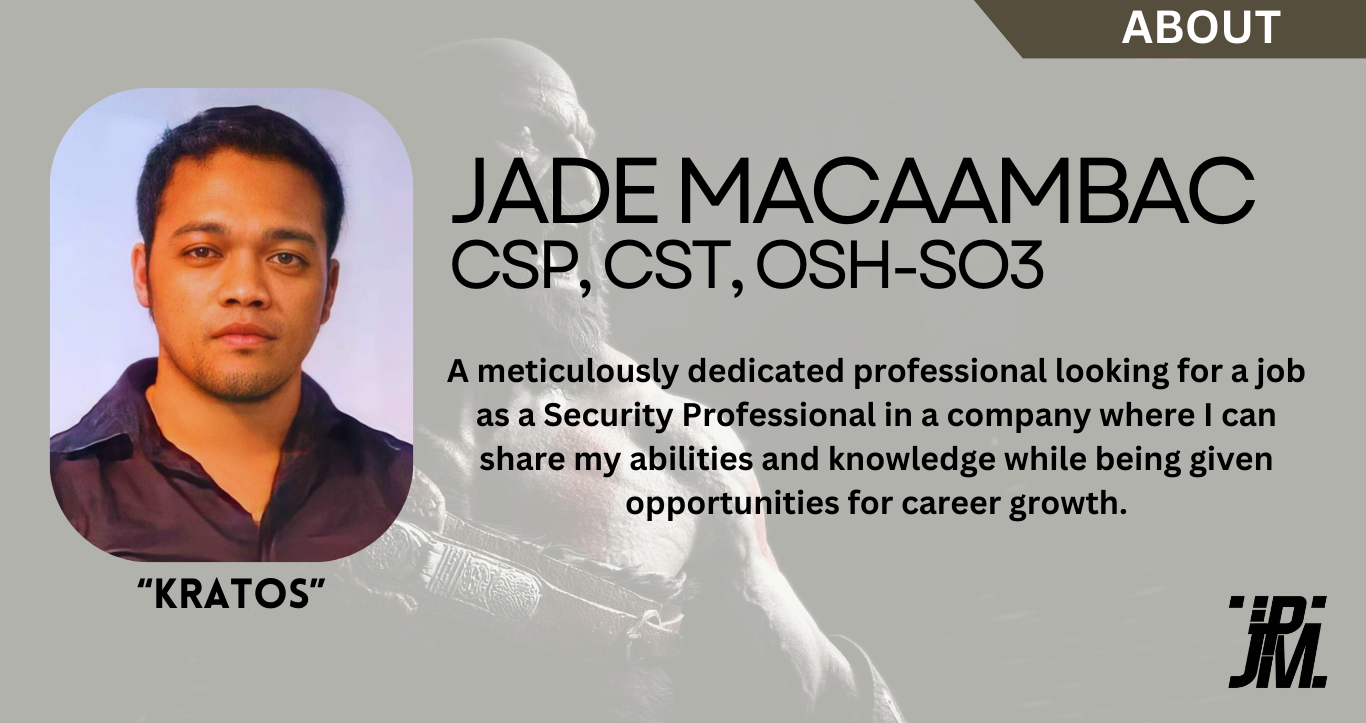 ABOUT
JADE MACAAMBAC
CSP, CST, OSH-SO3
A meticulously dedicated professional looking for a job
as a Security Professional in a company where I can
share my abilities and knowledge while being given
opportunities for career growth.
“KRATOS”
JPM.